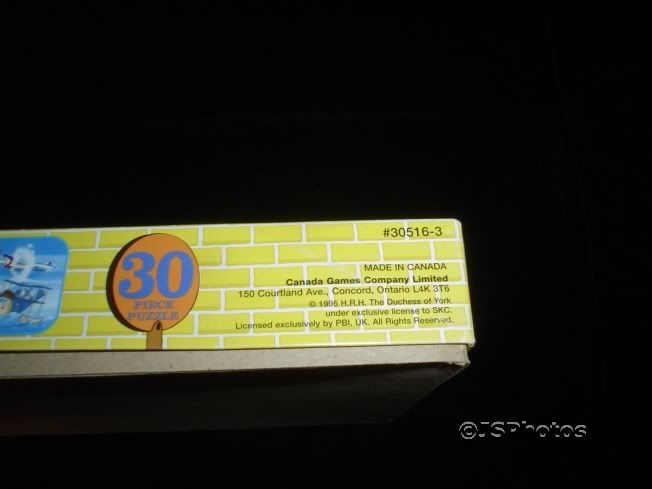 #30516-3
30
PIECE
PUZZLE
MADE IN CANADA
Canada Games Company Limited
150 Courtland Ave., Concord, Ontario L4K 3T6
© 1995 H.R.H. The Duchess of York
under exclusive license to SKC.
Licensed exclusively by PBI, UK. All Rights Reserved.
©JSPhotos